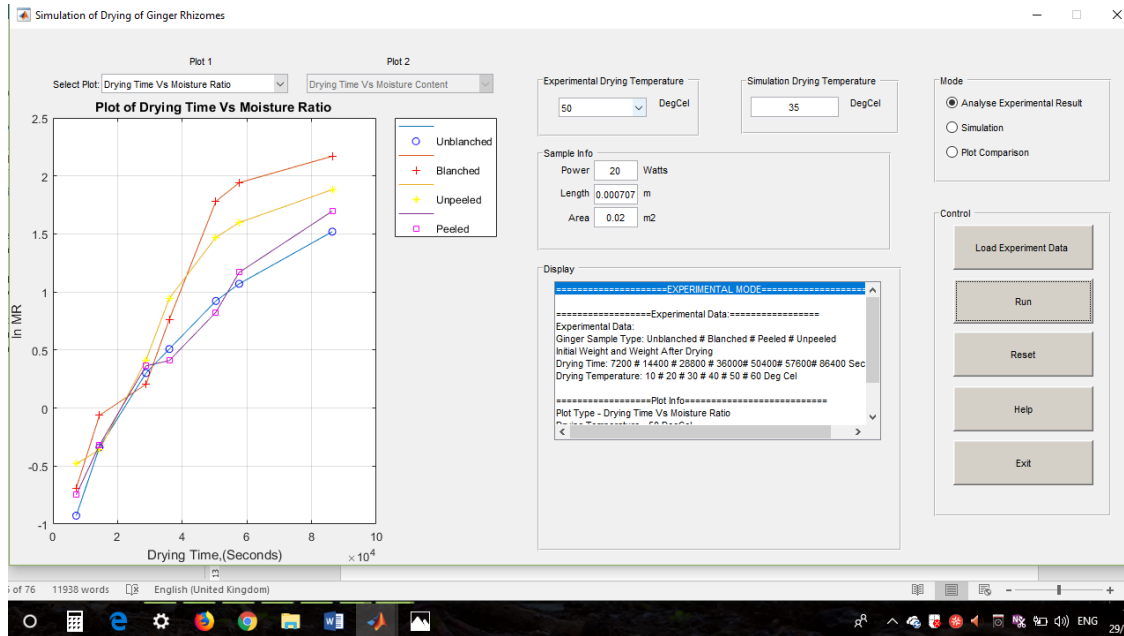 Simulation of Drying of Ginger Rhizomes
Plot 1
Plot 2
Select Plot: Drying Time Vs Moisture Ratio
Drying Time Vs Moisture Content
Plot of Drying Time Vs Moisture Ratio
2.5
2
1.5
1
0.5
0
-0.5
-1
ln MR
0 2 4 6 8 10
Drying Time,(Seconds)
×10^4
Unblanched
Blanched
Unpeeled
Peeled
Experimental Drying Temperature
50 DegCel
Simulation Drying Temperature
35 DegCel
Sample Info
Power 20 Watts
Length 0.000707 m
Area 0.02 m2
Display
=====================EXPERIMENTAL MODE=====================
==================Experimental Data:=================
Experimental Data:
Ginger Sample Type: Unblanched # Blanched # Peeled # Unpeeled
Initial Weight and Weight After Drying
Drying Time: 7200 # 14400 # 28800 # 36000# 50400# 57600# 86400 Sec
Drying Temperature: 10 # 20 # 30 # 40 # 50 # 60 Deg Cel
==================Plot Info===========================
Plot Type - Drying Time Vs Moisture Ratio
Drying Temperature - 50 DegCel
Mode
Analyse Experimental Result
Simulation
Plot Comparison
Control
Load Experiment Data
Run
Reset
Help
Exit
13
of 76 11938 words English (United Kingdom)
ENG
29/